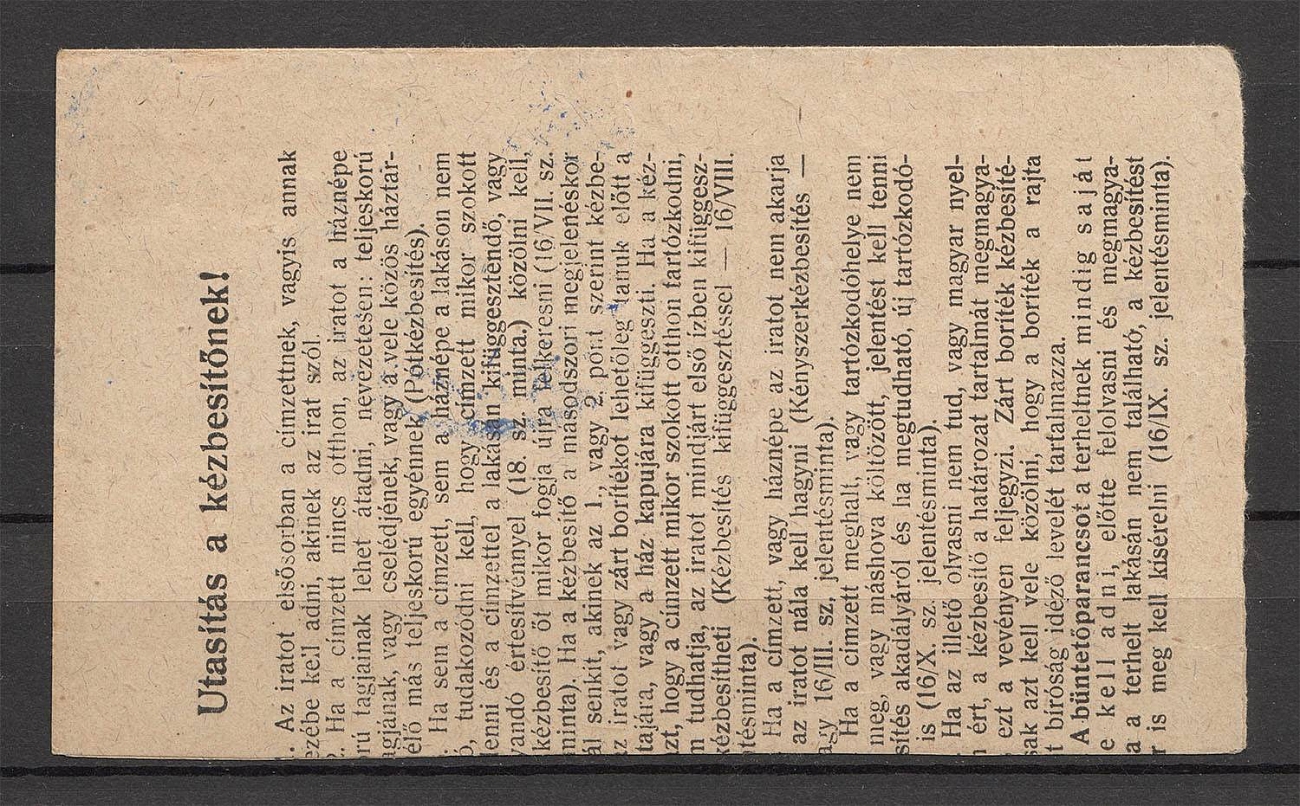 Utasítás a kézbesítőnek!
. Az iratot elsősorban a címzettnek, vagyis annak
ezébe kell adni, akinek az irat szól.
. Ha a címzett nincs otthon, az iratot a háznépe
rú tagjainak lehet átadni, nevezetesen: teljeskorú
agjának, vagy cselédjének, vagy a vele közös háztar-
élő más teljeskorú egyénnek (Pótkézbesítés).
Ha sem a címzett, sem a háznépe a lakáson nem
ó, tudakozódni kell, hogy címzett mikor szokott
enni és a címzettel a lakásán kifüggesztendő, vagy
andó értesítvénnyel (18. sz. minta.) közölni kell,
kézbesítő őt mikor fogja újra felkeresni (16/VII. sz.
minta). Ha a kézbesítő a másodszori megjelenéskor
ál senkit, akinek az 1, vagy 2. pont szerint kézbe-
z iratot vagy zárt borítékot lehetőleg tanuk előtt a
tajára, vagy a ház kapujára kifüggeszti. Ha a kéz-
zt, hogy a címzett mikor szokott otthon tartózkodni,
m tudhatja, az iratot mindjárt első ízben kifüggesz-
kézbesítheti (Kézbesítés kifüggesztéssel — 16/VIII.
tésminta).
Ha a címzett, vagy háznépe az iratot nem akarja
az iratot nála kell hagyni (Kényszerkézbesítés —
agy 16/III. sz, jelentésminta).
Ha a címzett meghalt, vagy tartózkodóhelye nem
meg, vagy máshova költözött, jelentést kell tenni
sítés akadályáról és ha megtudható, új tartózkodó-
is (16/X. sz. jelentésminta).
Ha az illető olvasni nem tud, vagy magyar nyel-
ért, a kézbesítő a határozat tartalmát megmagya-
ezt a vevényen feljegyzi. Zárt boríték kézbesíté-
sak azt kell vele közölni, hogy a boríték a rajta
t bíróság idéző levelét tartalmazza.
A büntetőparancsot a terheltnek mindig saját
e kell adni, előtte felolvasni és megmagya-
a a terhelt lakásán nem található, a kézbesítést
r is meg kell kísérelni (16/IX. sz. jelentésminta).